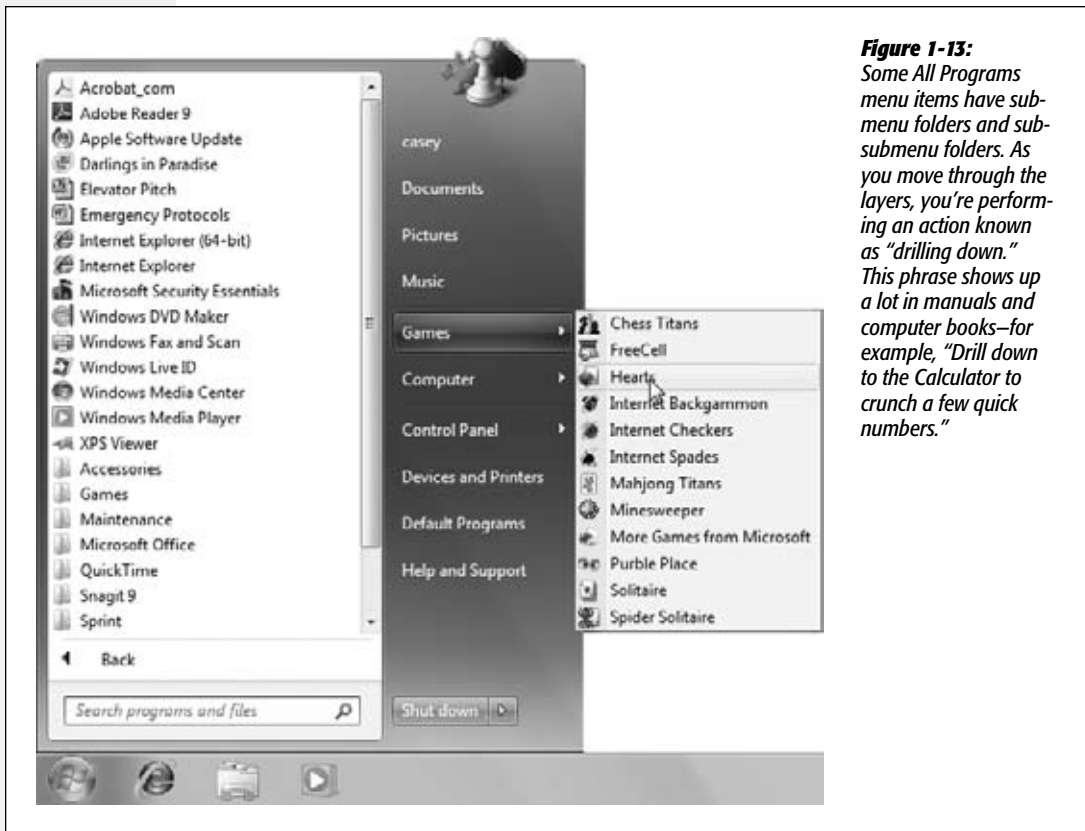 Acrobat_com
Adobe Reader 9
Apple Software Update
Darlings in Paradise
Elevator Pitch
Emergency Protocols
Internet Explorer (64-bit)
Internet Explorer
Microsoft Security Essentials
Windows DVD Maker
Windows Fax and Scan
Windows Live ID
Windows Media Center
Windows Media Player
XPS Viewer
Accessories
Games
Maintenance
Microsoft Office
QuickTime
Snagit 9
Sprint
Back
Search programs and files
casey
Documents
Pictures
Music
Games
Computer
Control Panel
Devices and Printers
Default Programs
Help and Support
Shut down
Chess Titans
FreeCell
Hearts
Internet Backgammon
Internet Checkers
Internet Spades
Mahjong Titans
Minesweeper
More Games from Microsoft
Purble Place
Solitaire
Spider Solitaire
Figure 1-13:
Some All Programs
menu items have sub-
menu folders and sub-
submenu folders. As
you move through the
layers, you're perform-
ing an action known
as “drilling down.”
This phrase shows up
a lot in manuals and
computer books—for
example, “Drill down
to the Calculator to
crunch a few quick
numbers.”